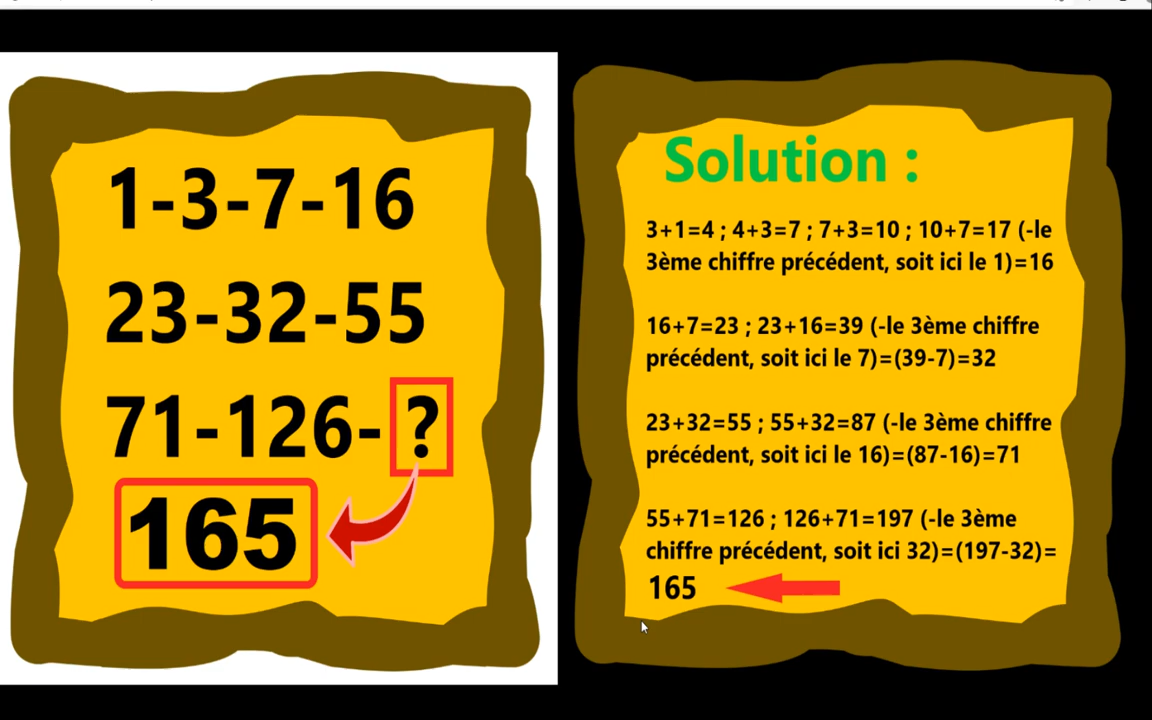 1-3-7-16
23-32-55
71-126-?
165
Solution :
3+1=4 ; 4+3=7 ; 7+3=10 ; 10+7=17 (-le
3ème chiffre précédent, soit ici le 1)=16
16+7=23 ; 23+16=39 (-le 3ème chiffre
précédent, soit ici le 7)=(39-7)=32
23+32=55 ; 55+32=87 (-le 3ème chiffre
précédent, soit ici le 16)=(87-16)=71
55+71=126 ; 126+71=197 (-le 3ème
chiffre précédent, soit ici 32)=(197-32)=
165